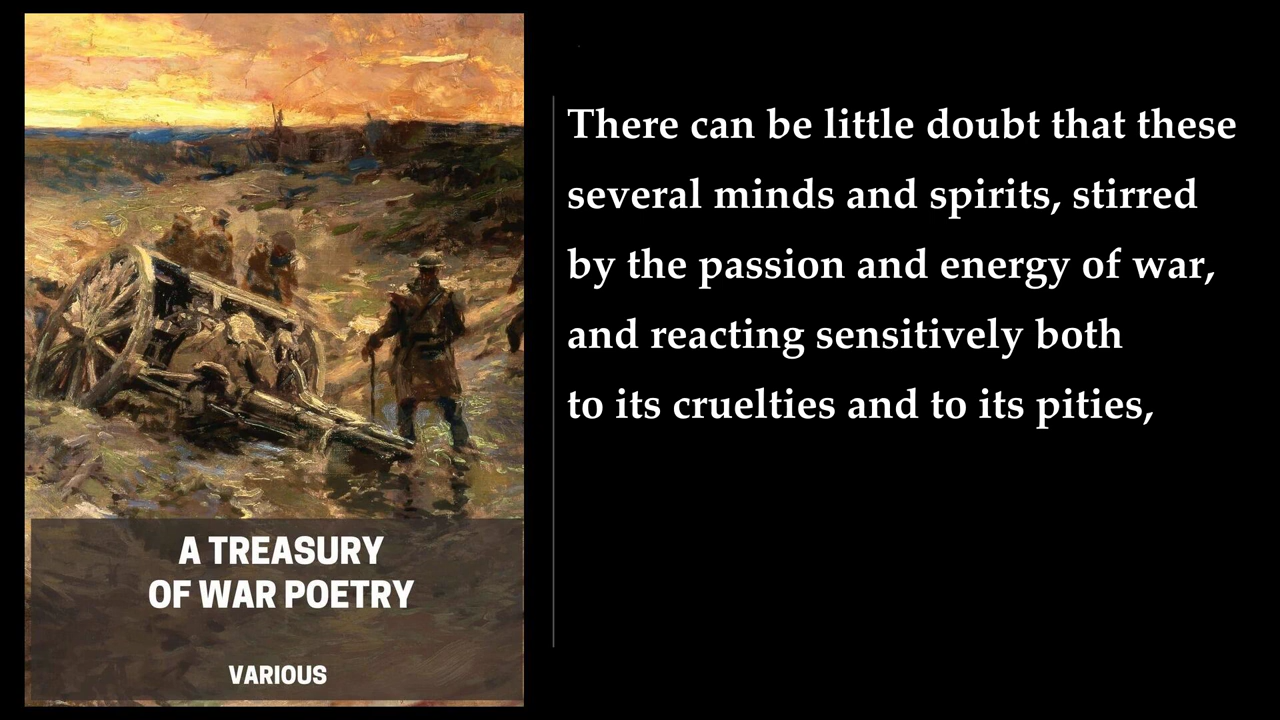 A TREASURY
OF WAR POETRY
VARIOUS
There can be little doubt that these
several minds and spirits, stirred
by the passion and energy of war,
and reacting sensitively both
to its cruelties and to its pities,